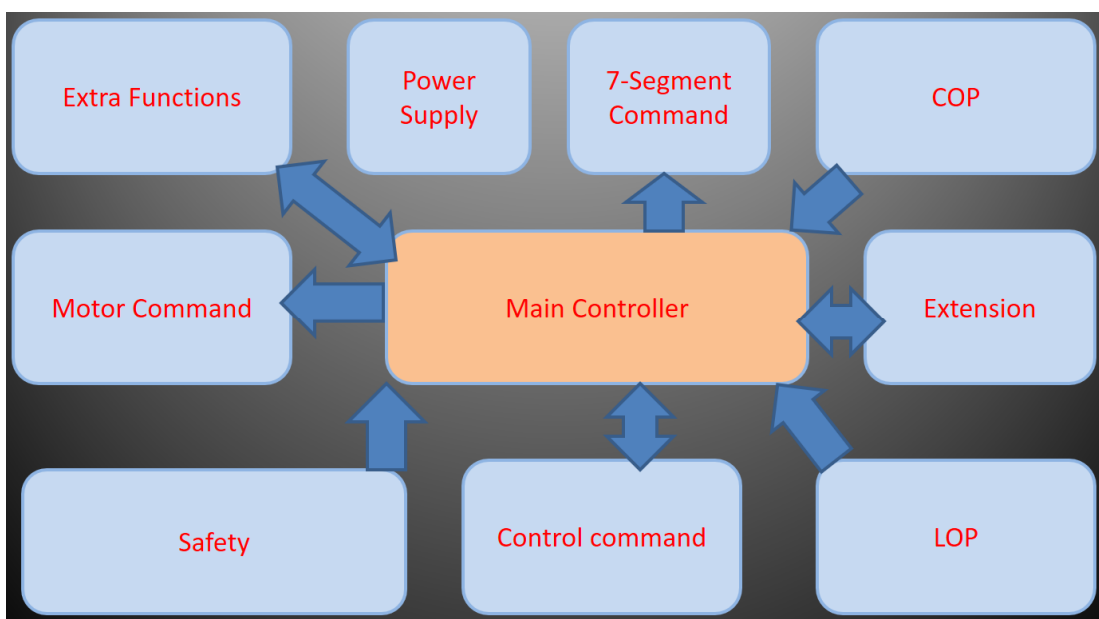 Extra Functions
Power
Supply
7-Segment
Command
COP
Motor Command
Main Controller
Extension
Safety
Control command
LOP